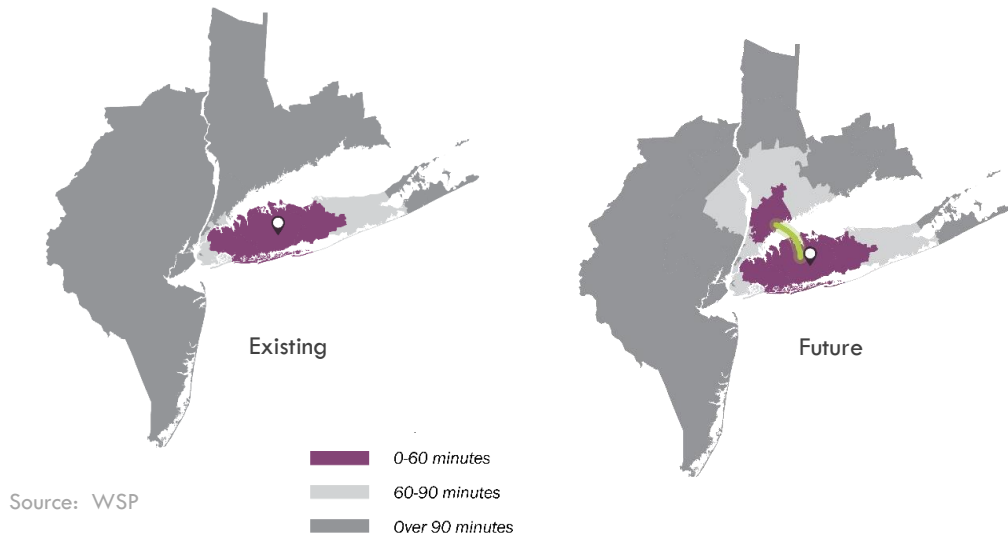 Existing
Future
0-60 minutes
60-90 minutes
Over 90 minutes
Source: WSP